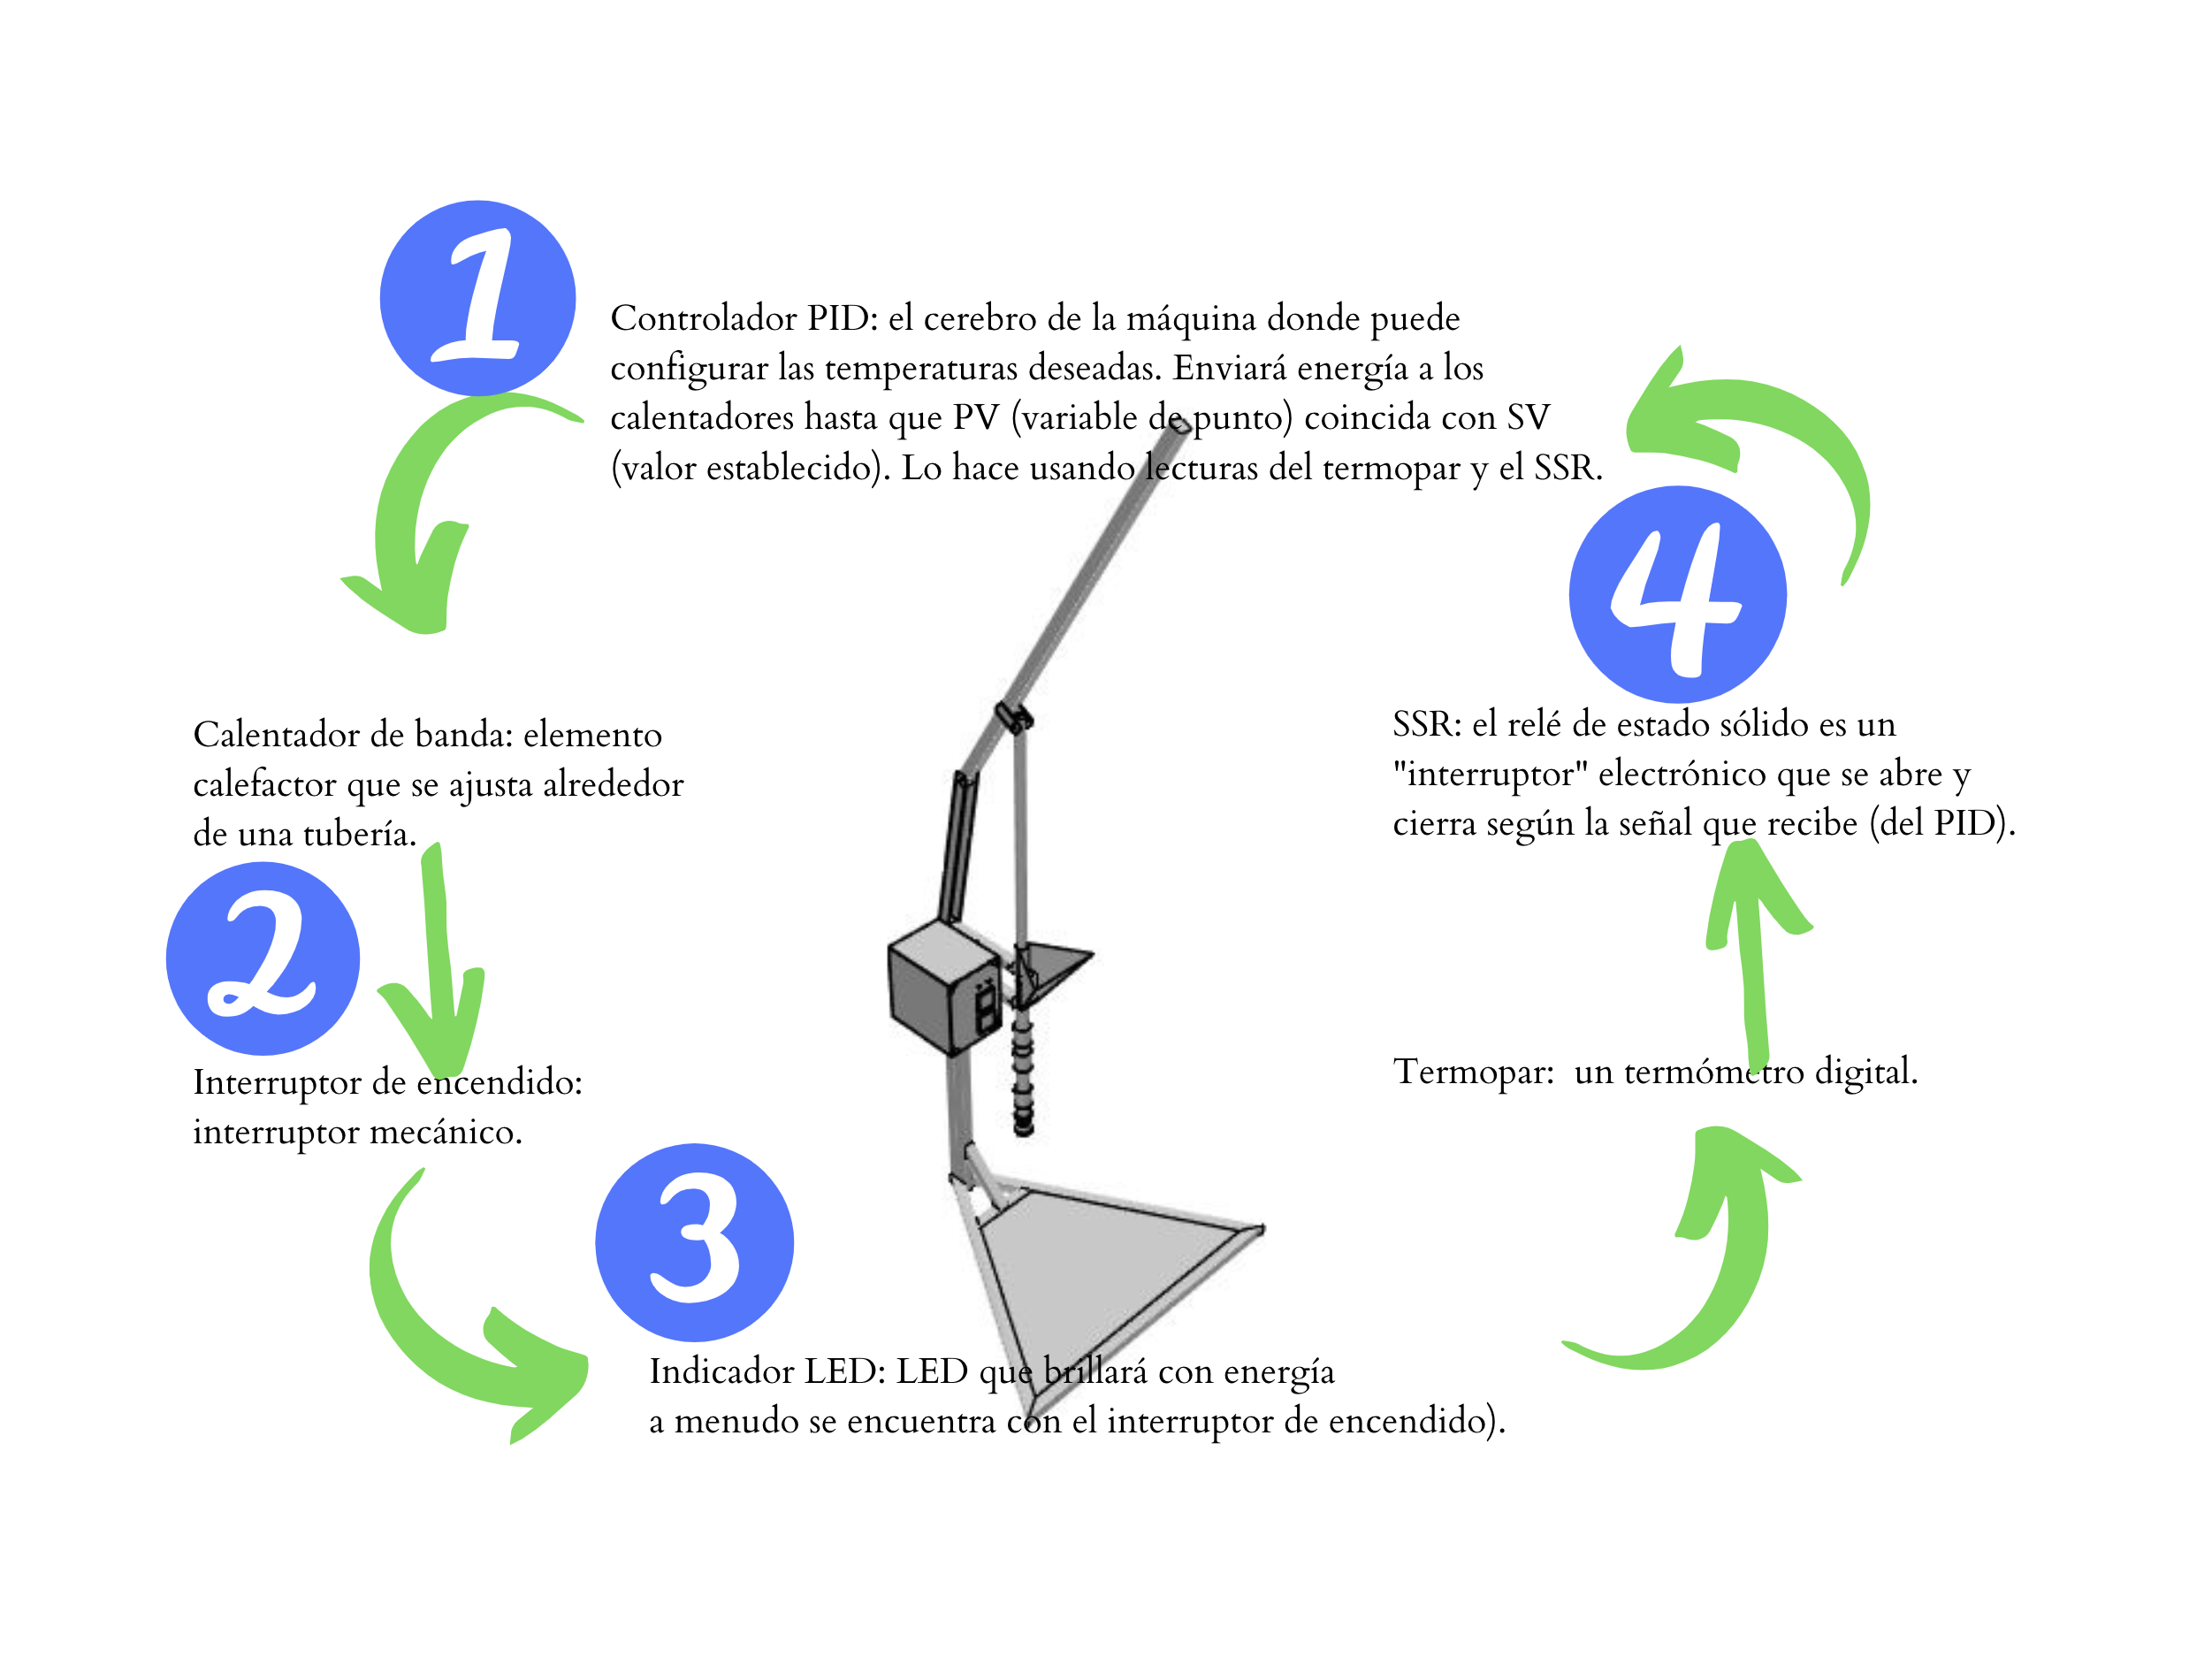 1
Controlador PID: el cerebro de la máquina donde puede
configurar las temperaturas deseadas. Enviará energía a los
calentadores hasta que PV (variable de punto) coincida con SV
(valor establecido). Lo hace usando lecturas del termopar y el SSR.
Calentador de banda: elemento
calefactor que se ajusta alrededor
de una tubería.
2
Interruptor de encendido:
interruptor mecánico.
3
Indicador LED: LED que brillará con energía
a menudo se encuentra con el interruptor de encendido).
Termopar:  un termómetro digital.
4
SSR: el relé de estado sólido es un
"interruptor" electrónico que se abre y
cierra según la señal que recibe (del PID).